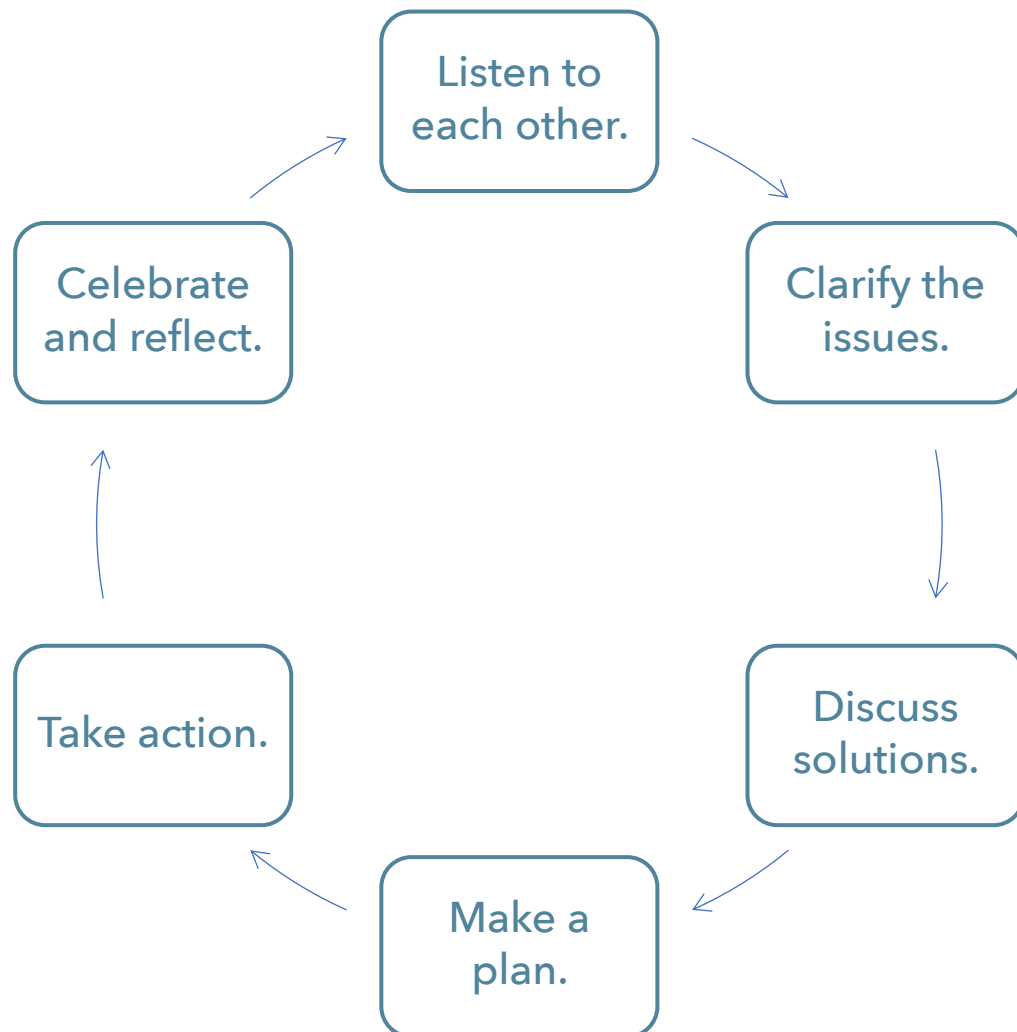 Listen to
each other.
Clarify the
issues.
Discuss
solutions.
Make a
plan.
Take action.
Celebrate
and reflect.